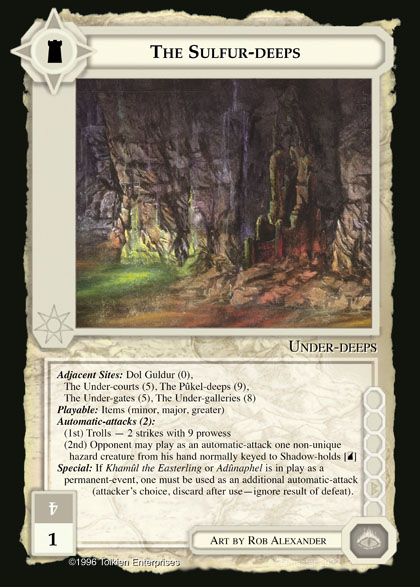 The Sulfur-deeps
Under-deeps
Adjacent Sites: Dol Guldur (0),
The Under-courts (5), The Pûkel-deeps (9),
The Under-gates (5), The Under-galleries (8)
Playable: Items (minor, major, greater)
Automatic-attacks (2):
(1st) Trolls — 2 strikes with 9 prowess
(2nd) Opponent may play as an automatic-attack one non-unique
hazard creature from his hand normally keyed to Shadow-holds []
Special: If Khamûl the Easterling or Adûnaphel is in play as a
permanent-event, one must be used as an additional automatic-attack
(attacker's choice, discard after use—ignore result of defeat).
1
Art by Rob Alexander
©1996 Tolkien Enterprises